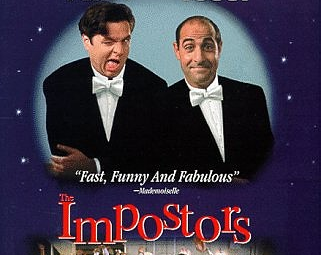 "Fast, Funny And Fabulous"
—Mademoiselle
The
Impostors